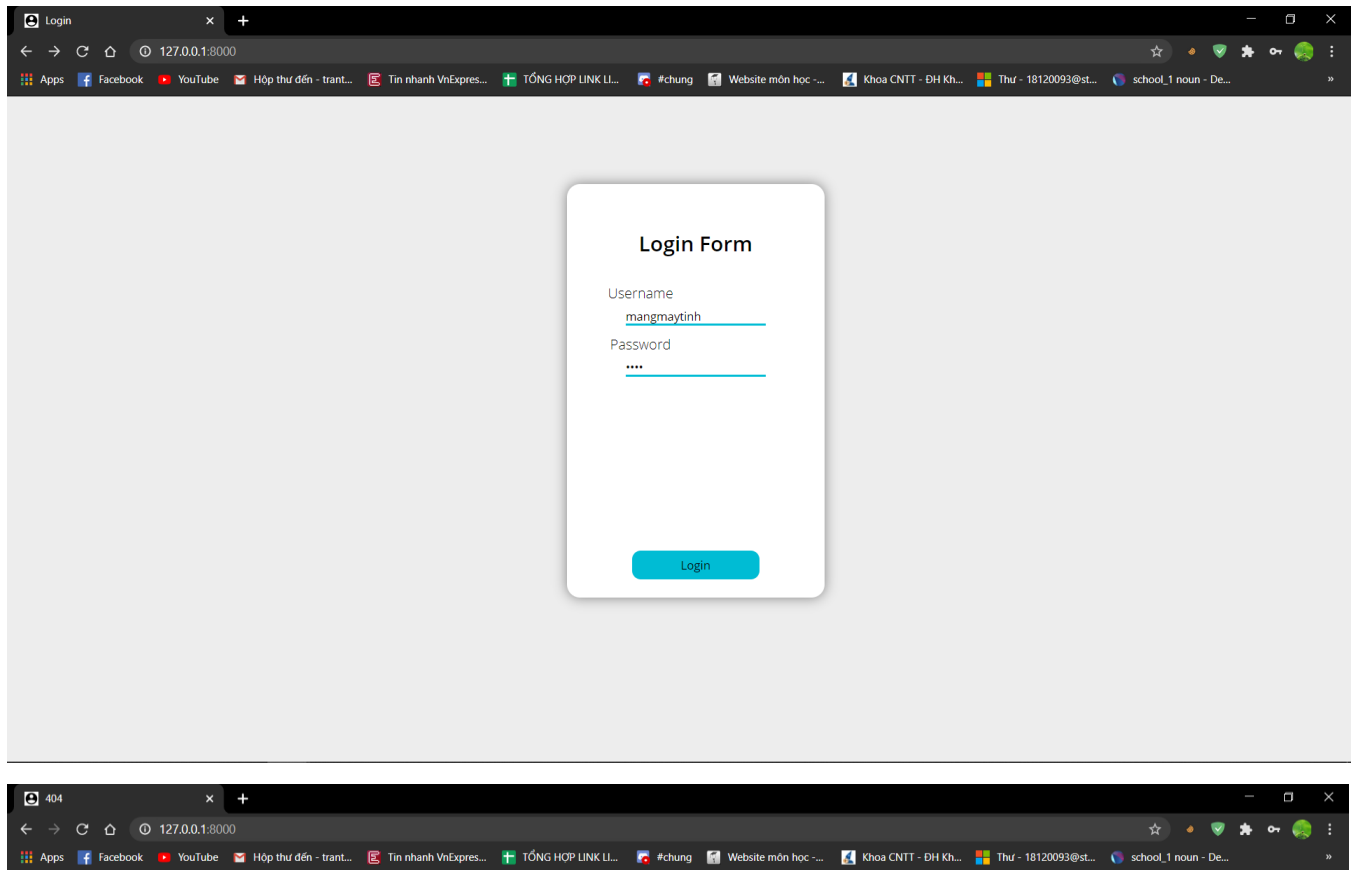 Login
127.0.0.1:8000
Apps Facebook YouTube Hộp thư đến - trant... Tin nhanh VnExpres... TỔNG HỢP LINK LI... #chung Website môn học -... Khoa CNTT - ĐH Kh... Thư - 18120093@st... school_1 noun - De... »
Login Form
Username
mangmaytinh
Password
••••
Login
404
127.0.0.1:8000
Apps Facebook YouTube Hộp thư đến - trant... Tin nhanh VnExpres... TỔNG HỢP LINK LI... #chung Website môn học -... Khoa CNTT - ĐH Kh... Thư - 18120093@st... school_1 noun - De... »